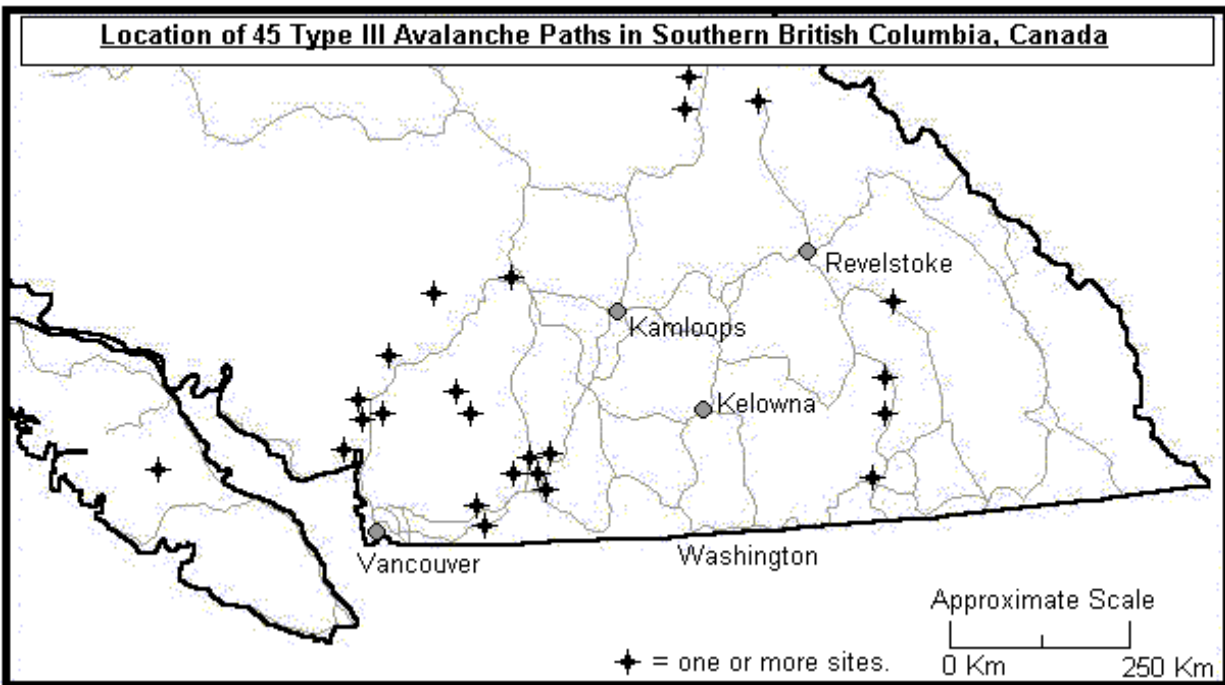 Location of 45 Type III Avalanche Paths in Southern British Columbia, Canada
Revelstoke
Kamloops
Kelowna
Vancouver
Washington
Approximate Scale
0 Km 250 Km
= one or more sites.